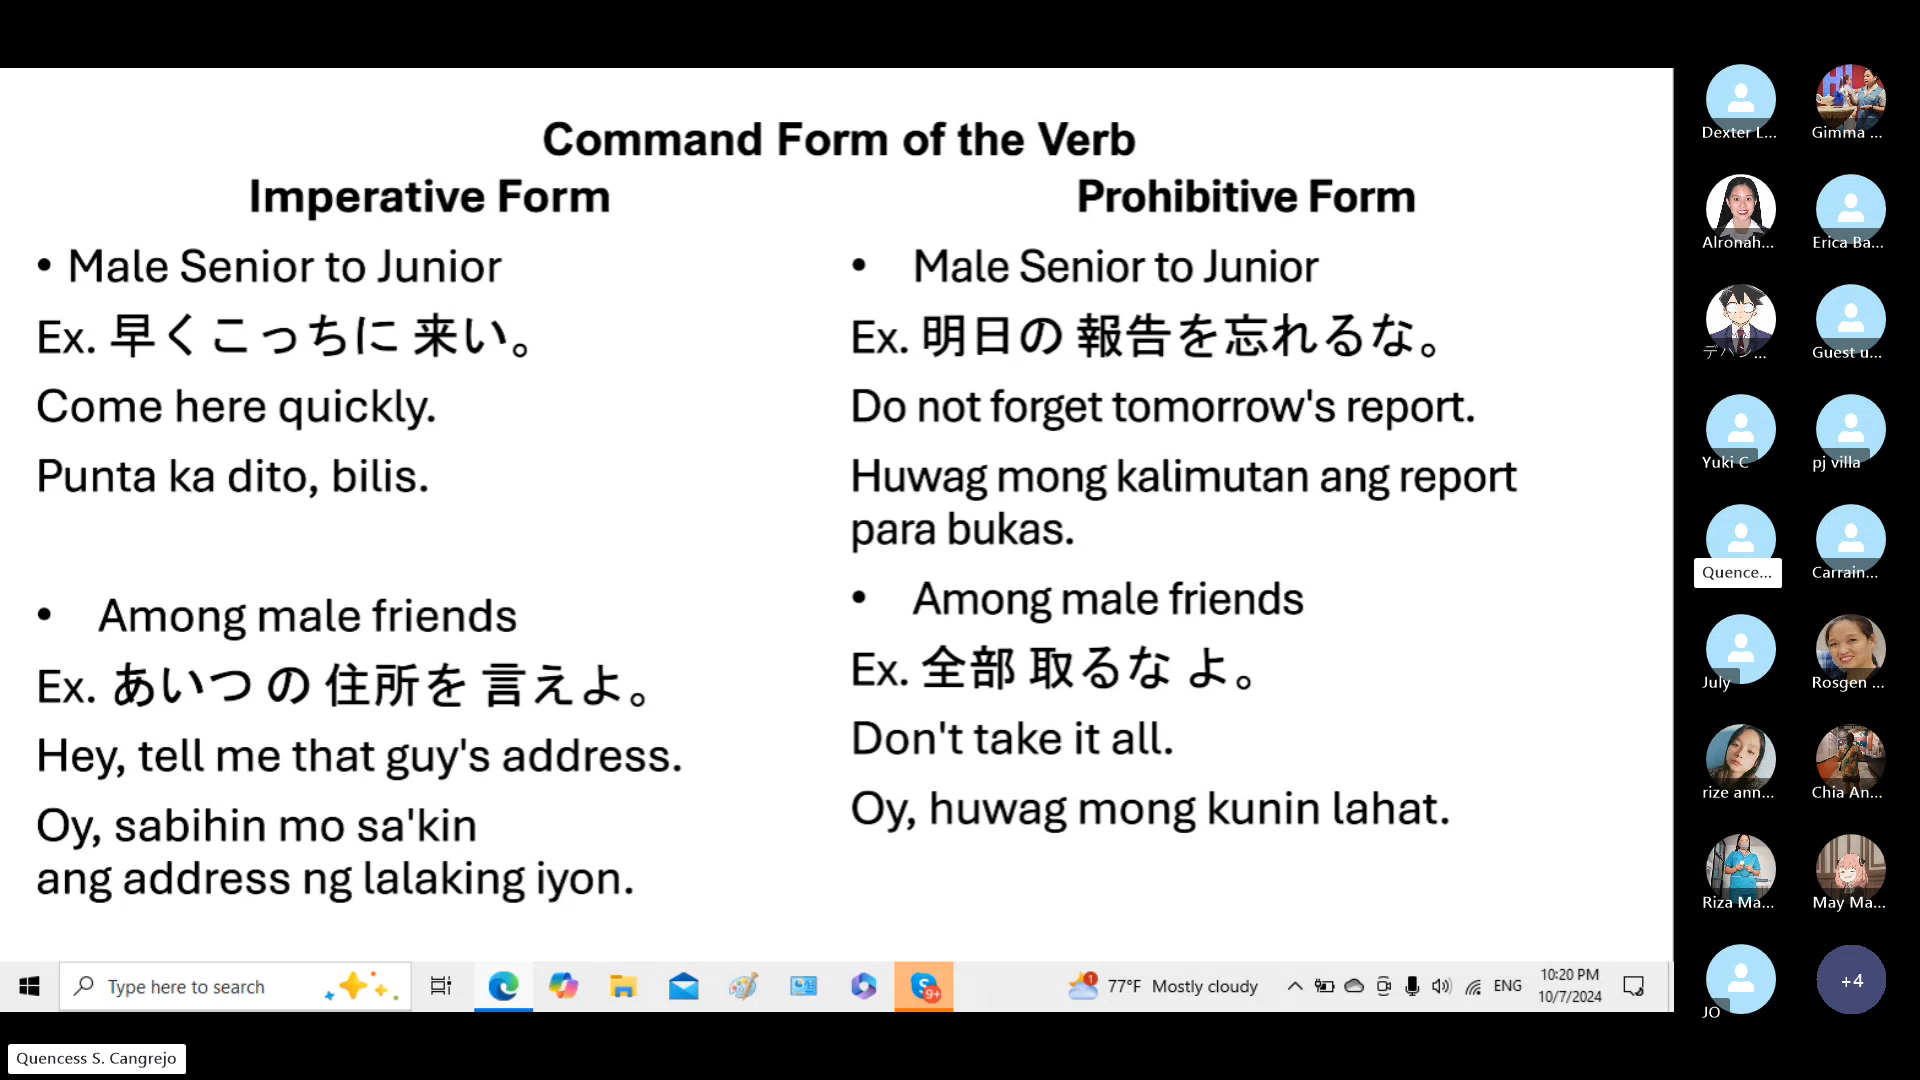 Command Form of the Verb
Imperative Form
• Male Senior to Junior
Ex. 早くこっちに 来い。
Come here quickly.
Punta ka dito, bilis.
• Among male friends
Ex. あいつ の 住所を 言えよ。
Hey, tell me that guy's address.
Oy, sabihin mo sa'kin
ang address ng lalaking iyon.
Prohibitive Form
• Male Senior to Junior
Ex. 明日の 報告を忘れるな。
Do not forget tomorrow's report.
Huwag mong kalimutan ang report
para bukas.
• Among male friends
Ex. 全部 取るな よ。
Don't take it all.
Oy, huwag mong kunin lahat.
Type here to search
9+
1
77°F Mostly cloudy
ENG
10:20 PM
10/7/2024
Quencess S. Cangrejo
Dexter L...
Gimma ...
Alronah...
Erica Ba...
デハン...
Guest u...
Yuki C
pj villa
Quence...
Carrain...
July
Rosgen ...
rize ann...
Chia An...
Riza Ma...
May Ma...
JO
+4